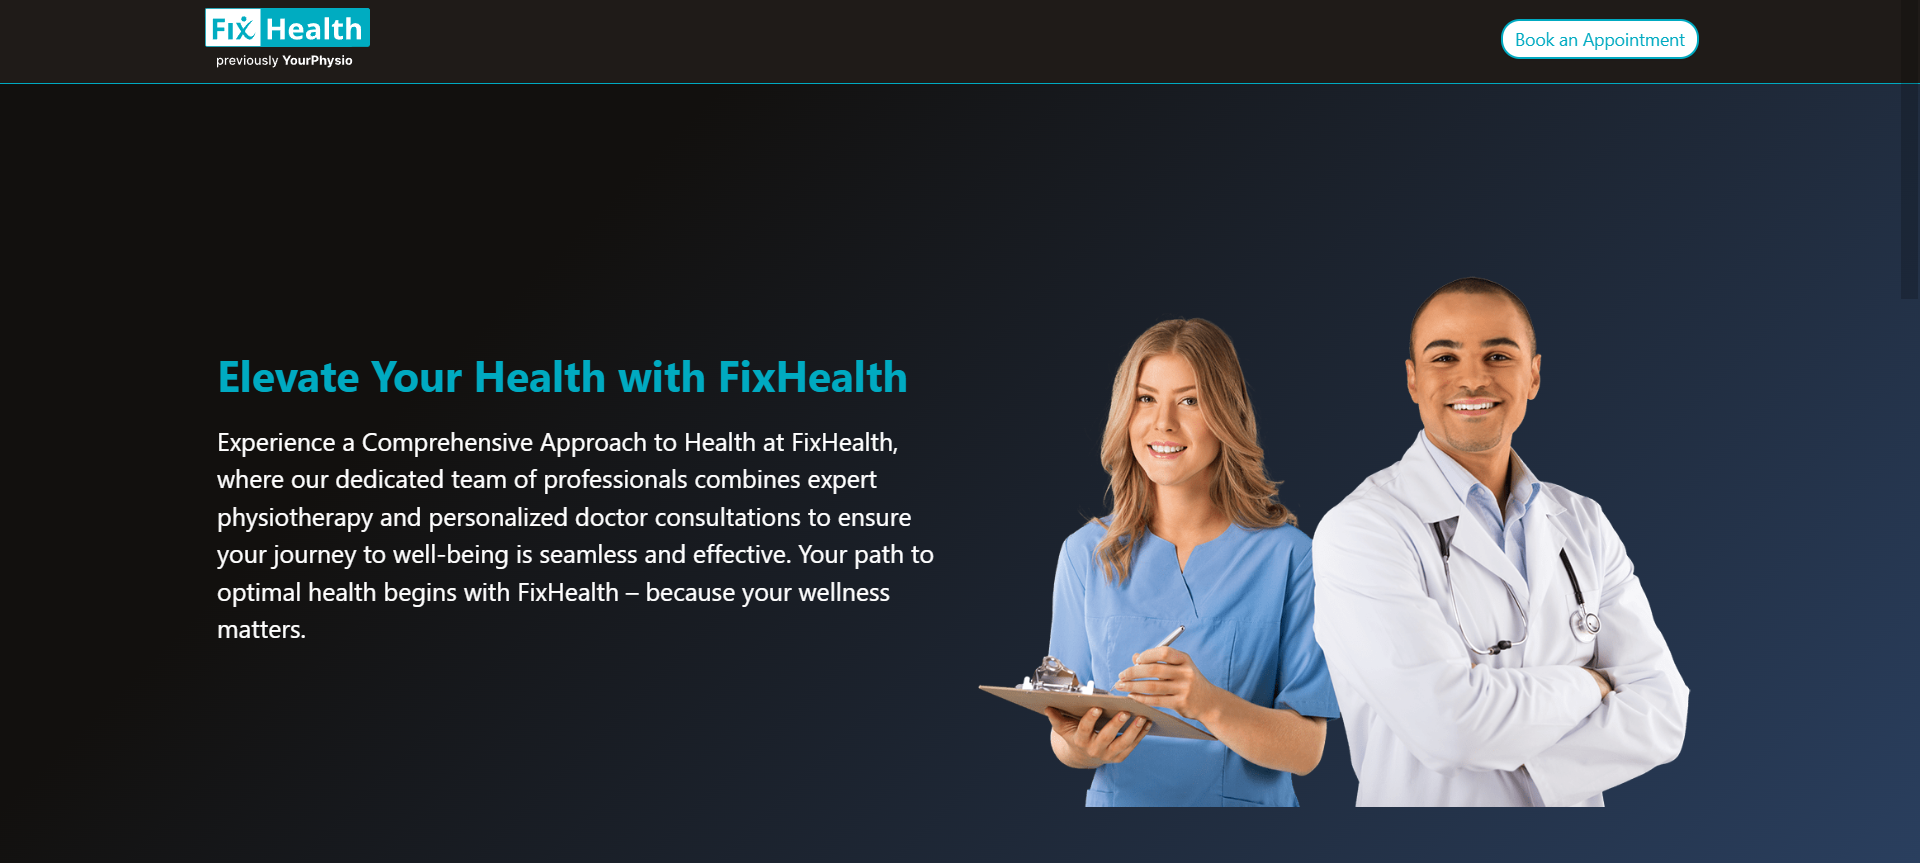 Fix Health
previously YourPhysio
Book an Appointment
Elevate Your Health with FixHealth
Experience a Comprehensive Approach to Health at FixHealth,
where our dedicated team of professionals combines expert
physiotherapy and personalized doctor consultations to ensure
your journey to well-being is seamless and effective. Your path to
optimal health begins with FixHealth – because your wellness
matters.